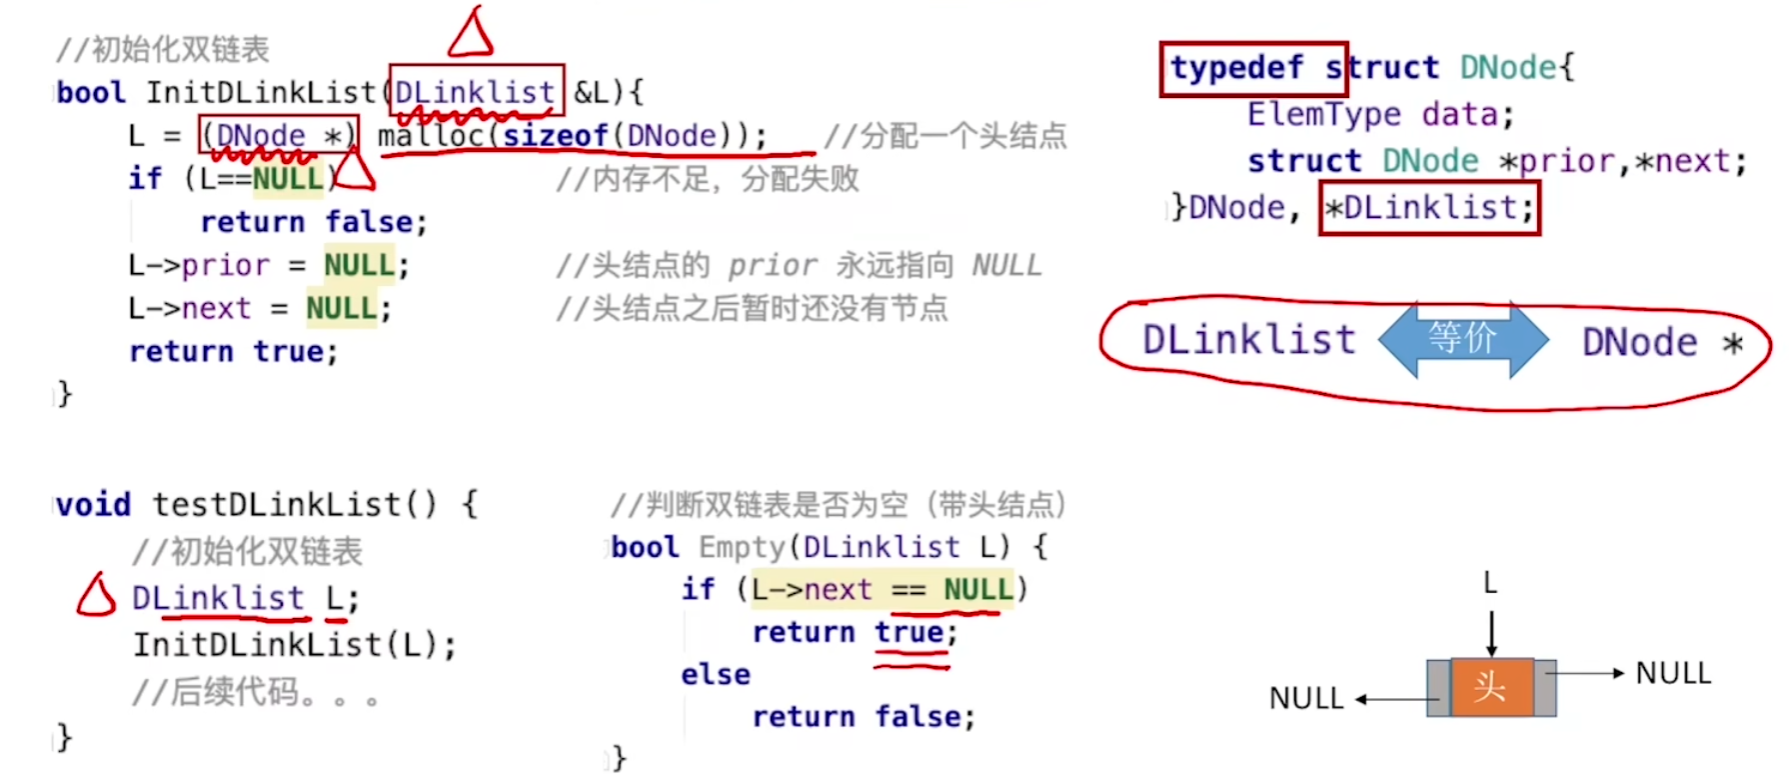 //初始化双链表
bool InitDLinkList(DLinklist &L){
L = (DNode *) malloc(sizeof(DNode)); //分配一个头结点
if (L==NULL) //内存不足，分配失败
return false;
L->prior = NULL; //头结点的 prior 永远指向 NULL
L->next = NULL; //头结点之后暂时还没有节点
return true;
}
typedef struct DNode{
ElemType data;
struct DNode *prior,*next;
}DNode, *DLinklist;
DLinklist 等价 DNode *
void testDLinkList() {
//初始化双链表
DLinklist L;
InitDLinkList(L);
//后续代码。。。
}
//判断双链表是否为空（带头结点）
bool Empty(DLinklist L) {
if (L->next == NULL)
return true;
else
return false;
}
L
NULL 头 NULL